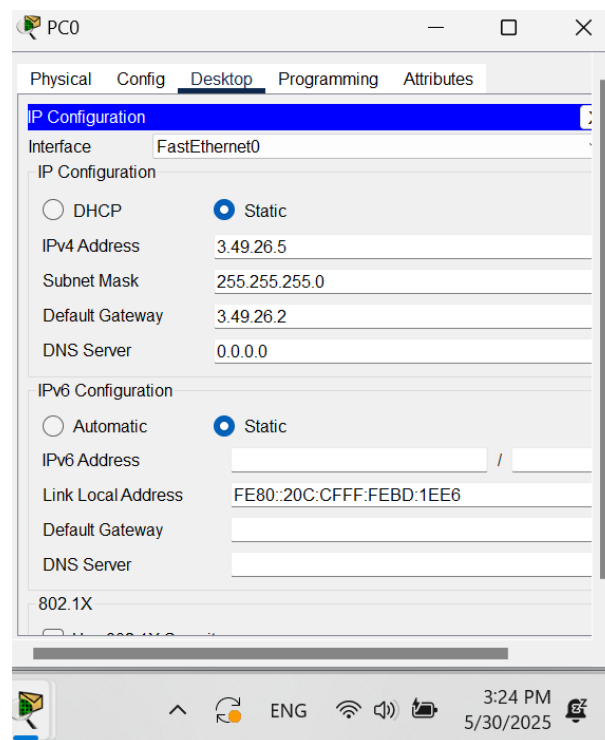 PC0
Physical Config Desktop Programming Attributes
IP Configuration X
Interface FastEthernet0
IP Configuration
DHCP Static
IPv4 Address 3.49.26.5
Subnet Mask 255.255.255.0
Default Gateway 3.49.26.2
DNS Server 0.0.0.0
IPv6 Configuration
Automatic Static
IPv6 Address /
Link Local Address FE80::20C:CFFF:FEBD:1EE6
Default Gateway
DNS Server
802.1X
ENG 3:24 PM
5/30/2025